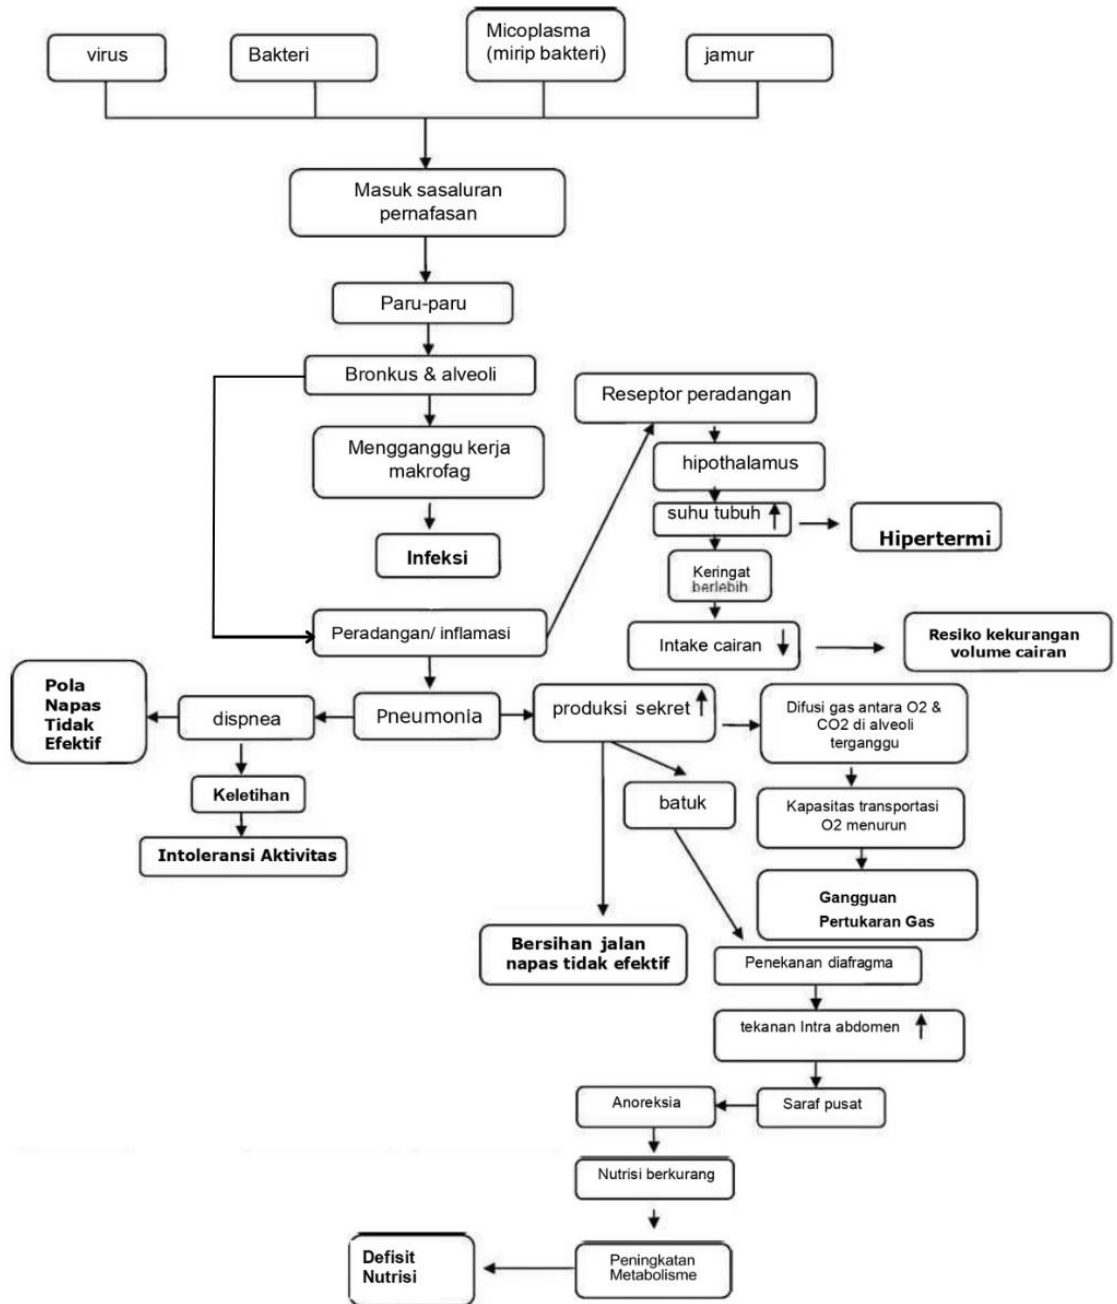 virus
Bakteri
Micoplasma
(mirip bakteri)
jamur
Masuk sasaluran
pernafasan
Paru-paru
Bronkus & alveoli
Mengganggu kerja
makrofag
Infeksi
Peradangan/ inflamasi
Reseptor peradangan
hipothalamus
suhu tubuh ↑
Hipertermi
Keringat
berlebih
Intake cairan ↓
Resiko kekurangan
volume cairan
Pneumonia
dispnea
Pola
Napas
Tidak
Efektif
Keletihan
Intoleransi Aktivitas
produksi sekret ↑
Difusi gas antara O2 &
CO2 di alveoli
terganggu
Kapasitas transportasi
O2 menurun
Gangguan
Pertukaran Gas
batuk
Bersihan jalan
napas tidak efektif
Penekanan diafragma
tekanan Intra abdomen ↑
Saraf pusat
Anoreksia
Nutrisi berkurang
Peningkatan
Metabolisme
Defisit
Nutrisi